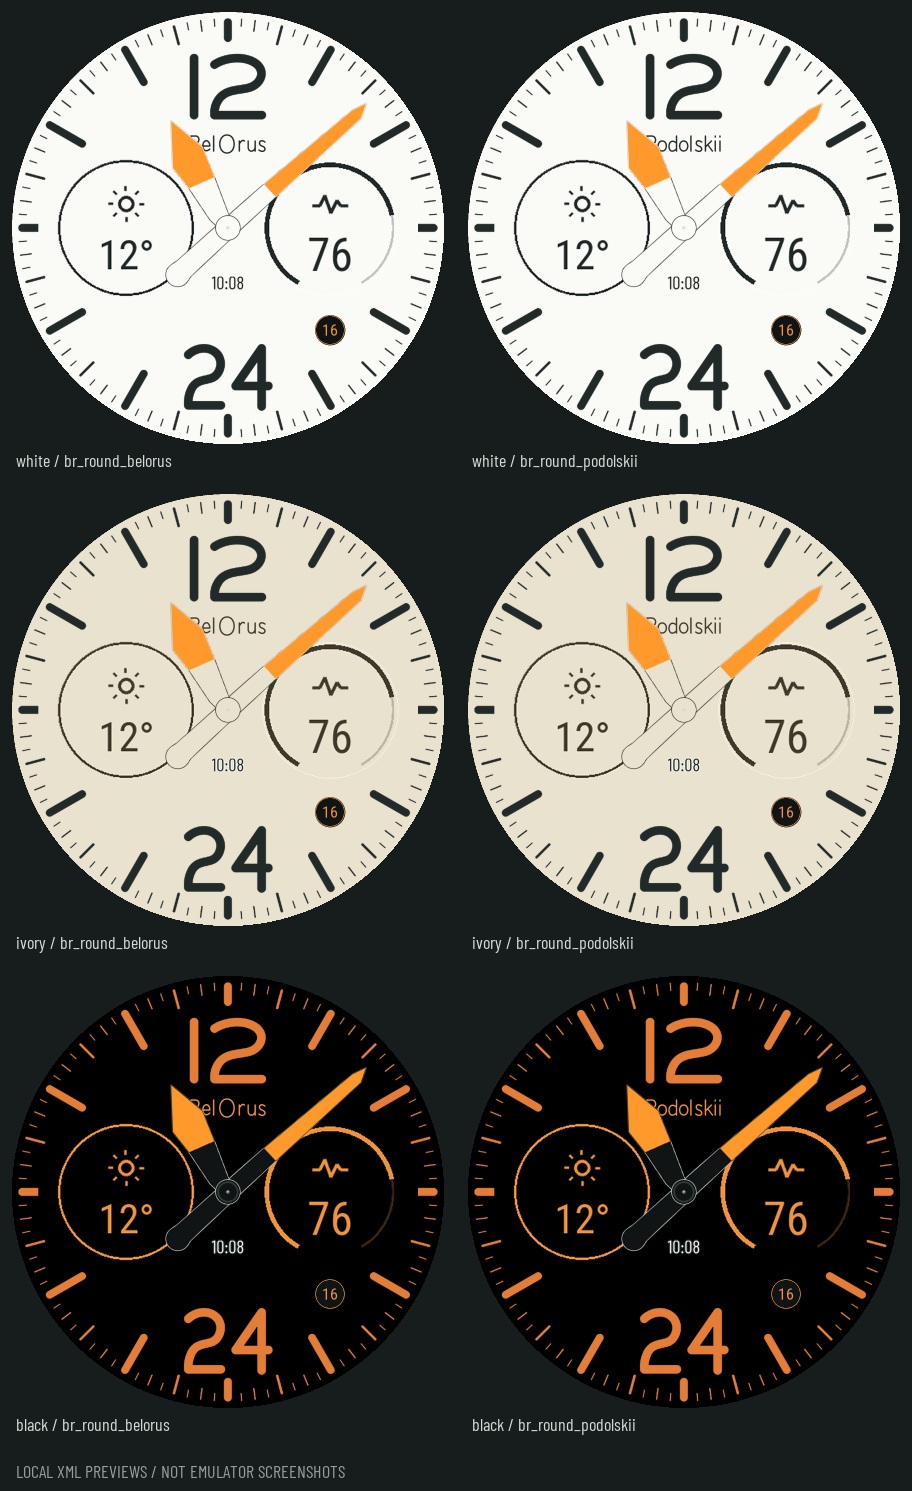 12
BelOrus
12°
76
10:08
16
24
white / br_round_belorus
12
Podolskii
12°
76
10:08
16
24
white / br_round_podolskii
12
BelOrus
12°
76
10:08
16
24
ivory / br_round_belorus
12
Podolskii
12°
76
10:08
16
24
ivory / br_round_podolskii
12
BelOrus
12°
76
10:08
16
24
black / br_round_belorus
12
Podolskii
12°
76
10:08
16
24
black / br_round_podolskii
LOCAL XML PREVIEWS / NOT EMULATOR SCREENSHOTS